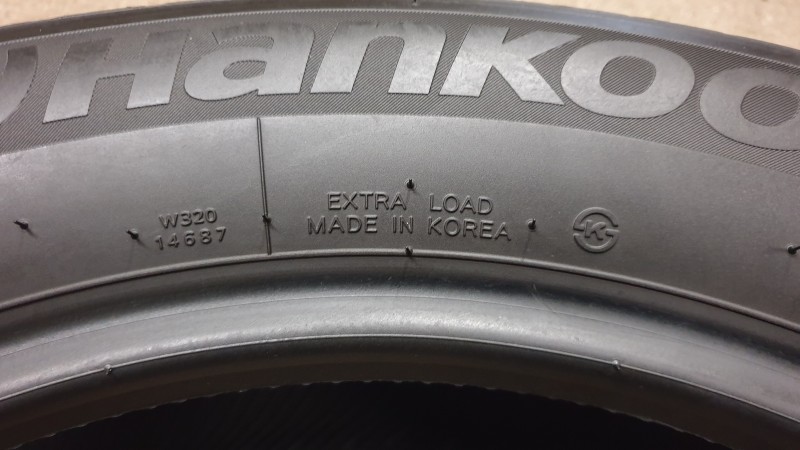 Hankoo
W320
14687
EXTRA LOAD
MADE IN KOREA
K